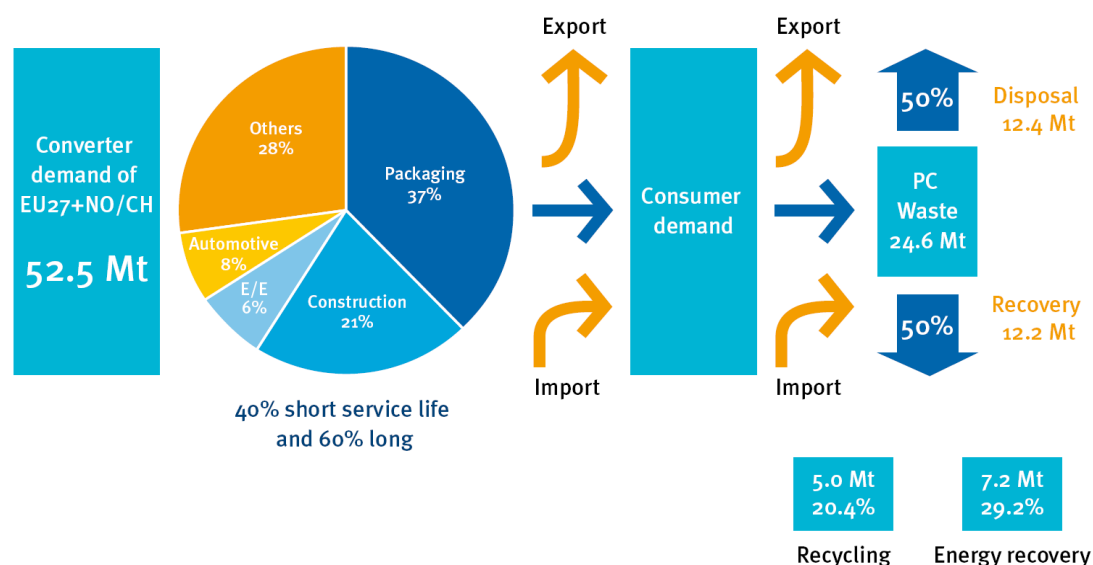 Converter
demand of
EU27+NO/CH
52.5 Mt
Others
28%
Packaging
37%
Automotive
8%
E/E
6%
Construction
21%
40% short service life
and 60% long
Export
Import
Consumer
demand
Export
Import
50%
Disposal
12.4 Mt
PC
Waste
24.6 Mt
50%
Recovery
12.2 Mt
5.0 Mt
20.4%
Recycling
7.2 Mt
29.2%
Energy recovery